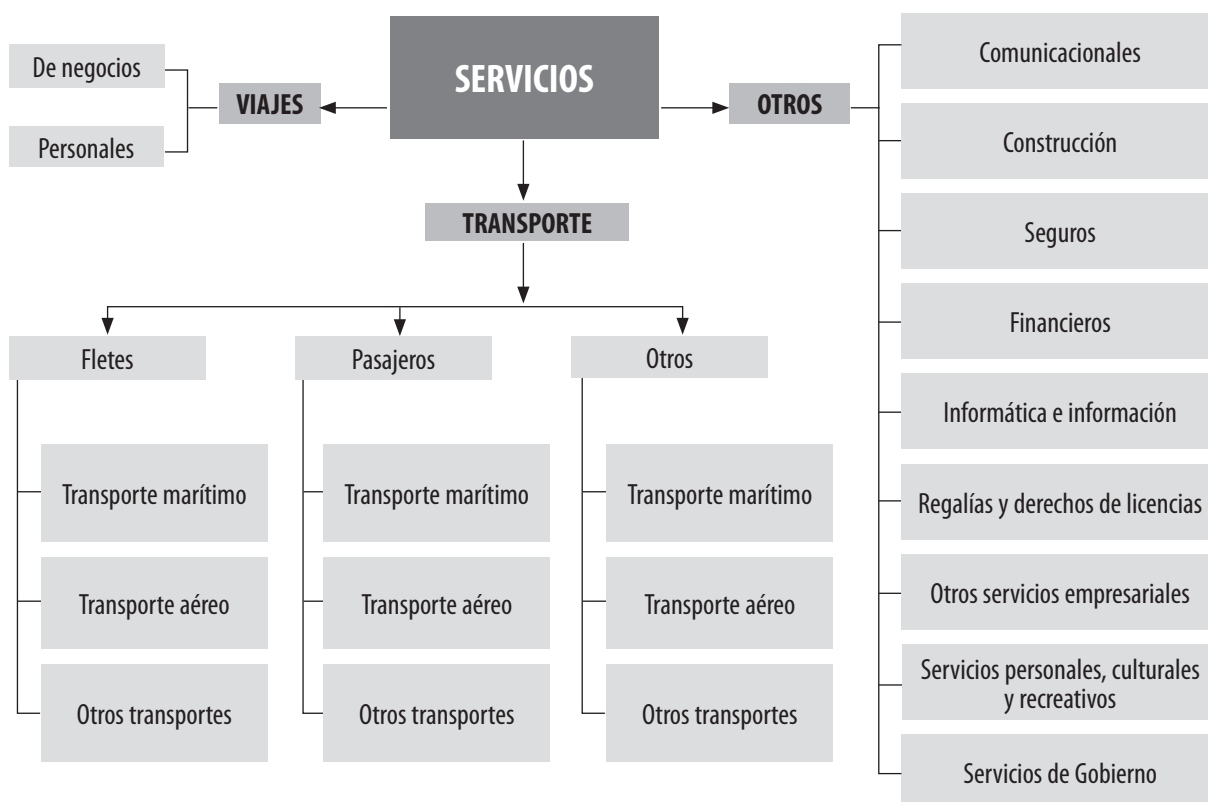 SERVICIOS
VIAJES
De negocios
Personales
TRANSPORTE
Fletes
Transporte marítimo
Transporte aéreo
Otros transportes
Pasajeros
Transporte marítimo
Transporte aéreo
Otros transportes
Otros
Transporte marítimo
Transporte aéreo
Otros transportes
OTROS
Comunicacionales
Construcción
Seguros
Financieros
Informática e información
Regalías y derechos de licencias
Otros servicios empresariales
Servicios personales, culturales
y recreativos
Servicios de Gobierno